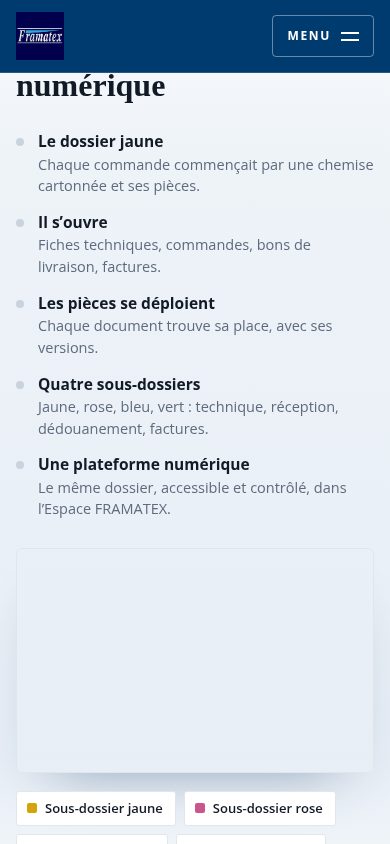 Framatex
MENU
numérique
Le dossier jaune
Chaque commande commençait par une chemise
cartonnée et ses pièces.
Il s’ouvre
Fiches techniques, commandes, bons de
livraison, factures.
Les pièces se déploient
Chaque document trouve sa place, avec ses
versions.
Quatre sous-dossiers
Jaune, rose, bleu, vert : technique, réception,
dédouanement, factures.
Une plateforme numérique
Le même dossier, accessible et contrôlé, dans
l’Espace FRAMATEX.
Sous-dossier jaune
Sous-dossier rose